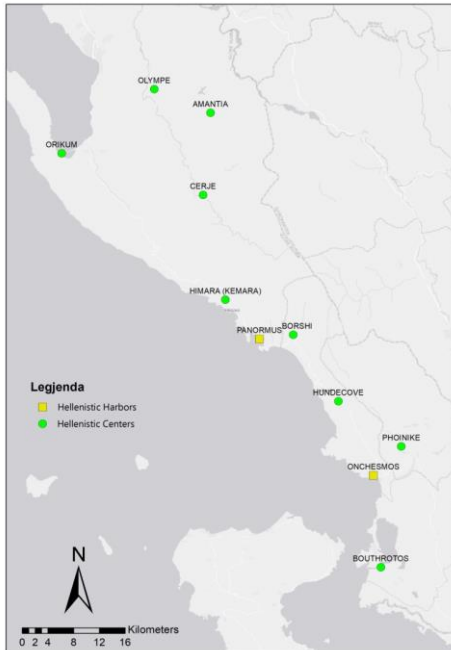 OLYMPE
AMANTIA
ORIKUM
CERJE
HIMARA (KEMARA)
PANORMUS
BORSHI
HUNDECOVE
PHOINIKE
ONCHESMOS
BOUTHROTOS
Legjenda
Hellenistic Harbors
Hellenistic Centers
N
Kilometers
0 2 4 8 12 16